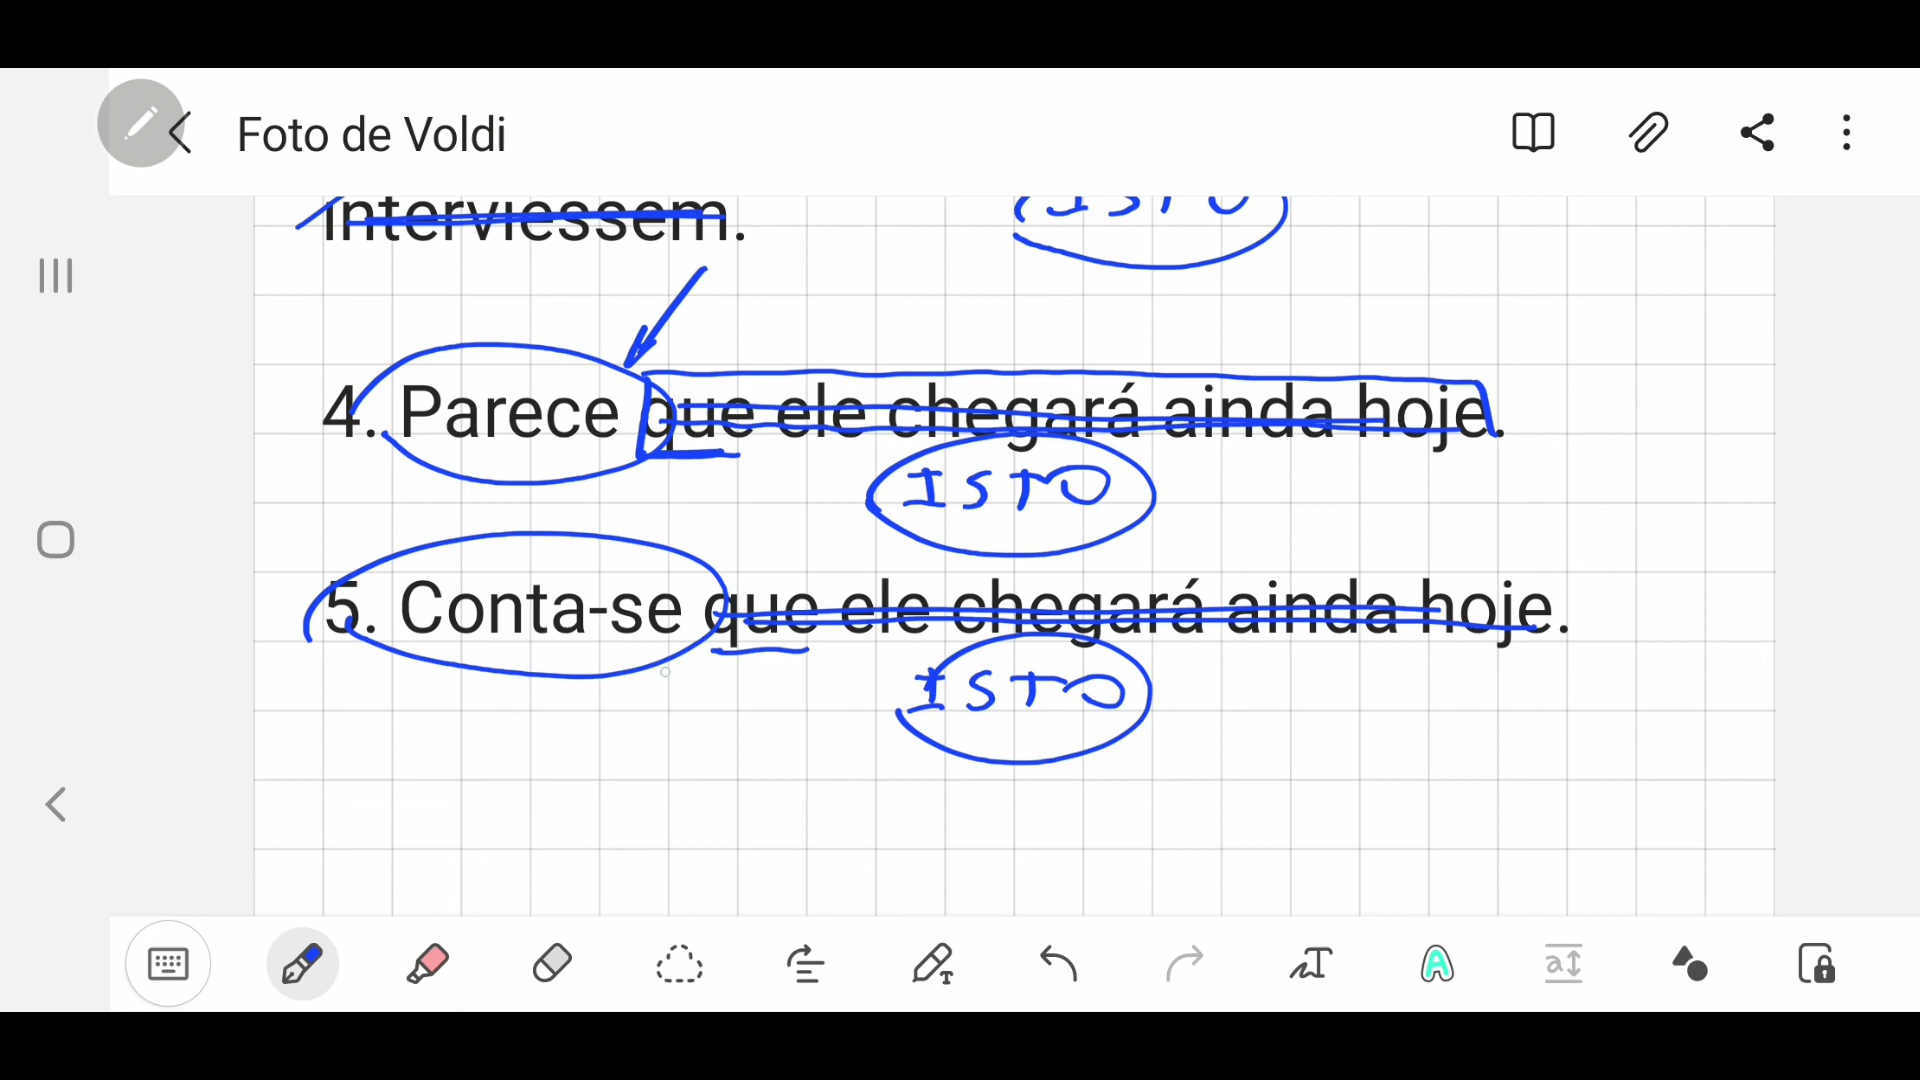 Foto de Voldi
interviessem.
ISTO
4. Parece que ele chegará ainda hoje.
ISTO
5. Conta-se que ele chegará ainda hoje.
ISTO